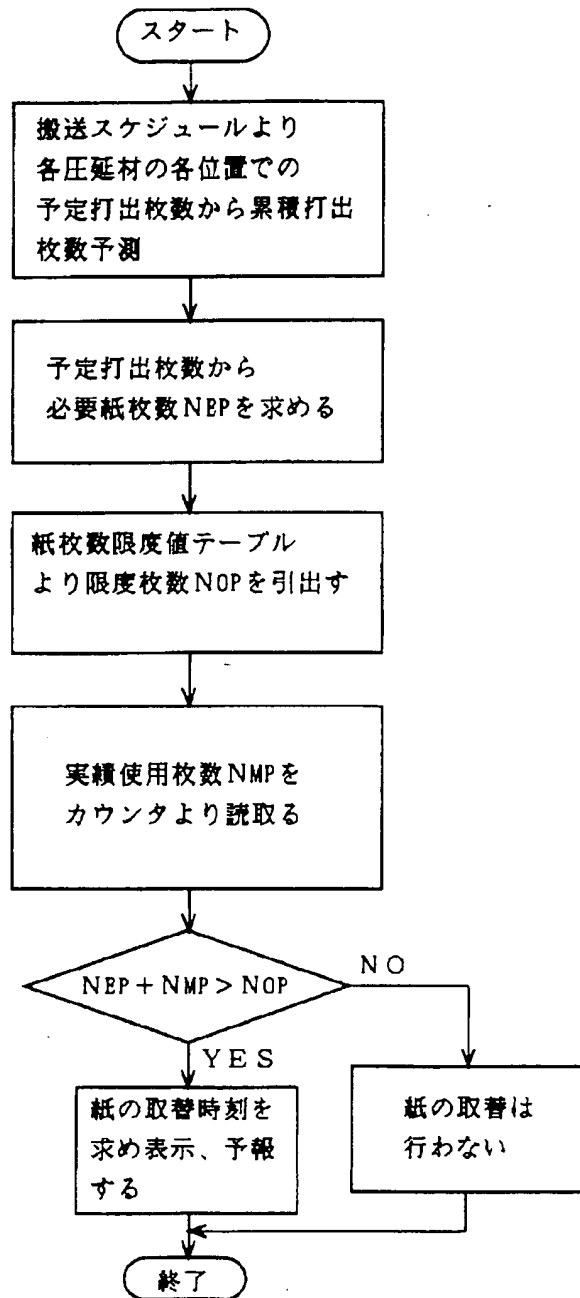 スタート
搬送スケジュールより
各圧延材の各位置での
予定打出枚数から累積打出
枚数予測
予定打出枚数から
必要紙枚数NEPを求める
紙枚数限度値テーブル
より限度枚数NOPを引出す
実績使用枚数NMPを
カウンタより読取る
NEP+NMP>NOP
NO
YES
紙の取替時刻を
求め表示、予報
する
紙の取替は
行わない
終了